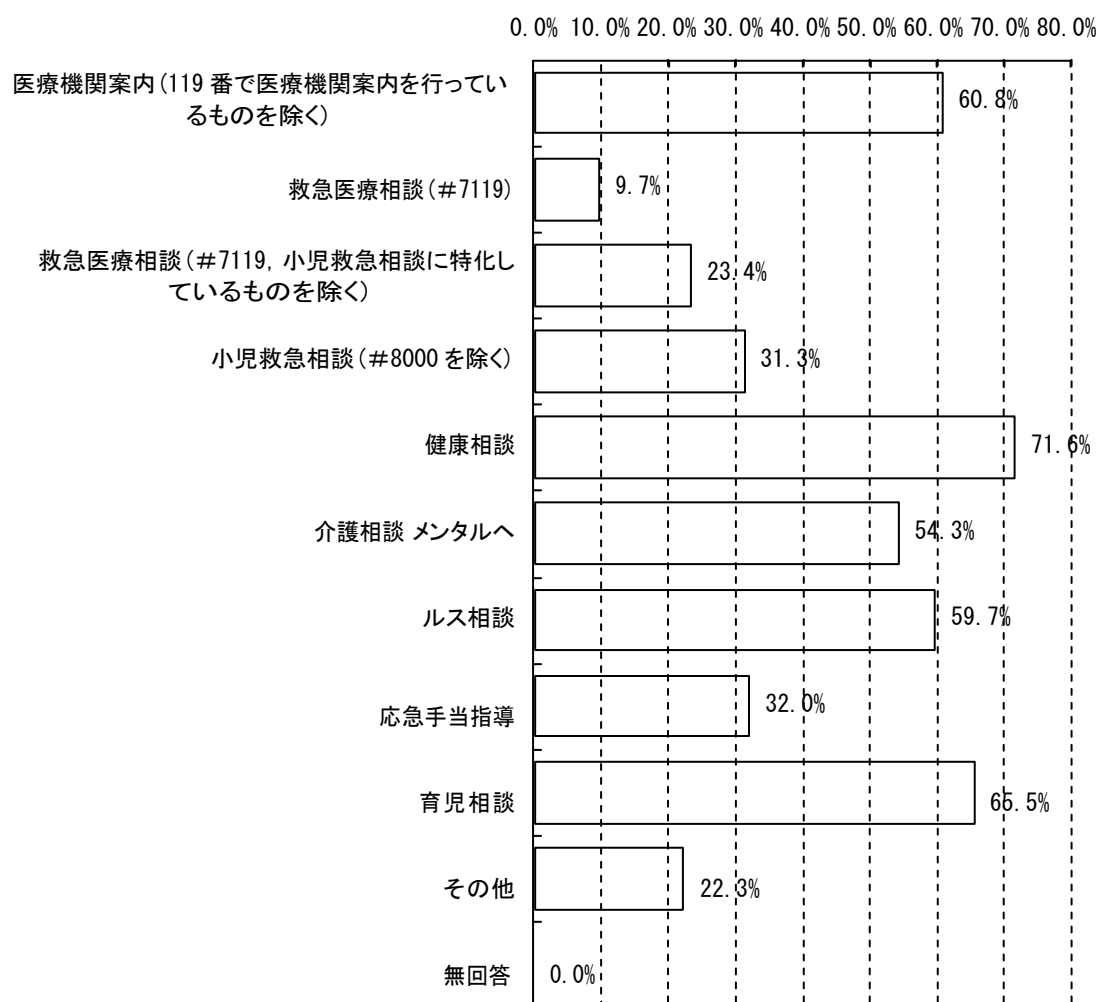 0.0% 10.0% 20.0% 30.0% 40.0% 50.0% 60.0% 70.0% 80.0%
医療機関案内（119 番で医療機関案内を行ってい
るものを除く）
60.8%
救急医療相談（＃7119）
9.7%
救急医療相談（＃7119，小児救急相談に特化し
ているものを除く）
23.4%
小児救急相談（＃8000 を除く）
31.3%
健康相談
71.6%
介護相談 メンタルヘ
54.3%
ルス相談
59.7%
応急手当指導
32.0%
育児相談
65.5%
その他
22.3%
無回答
0.0%